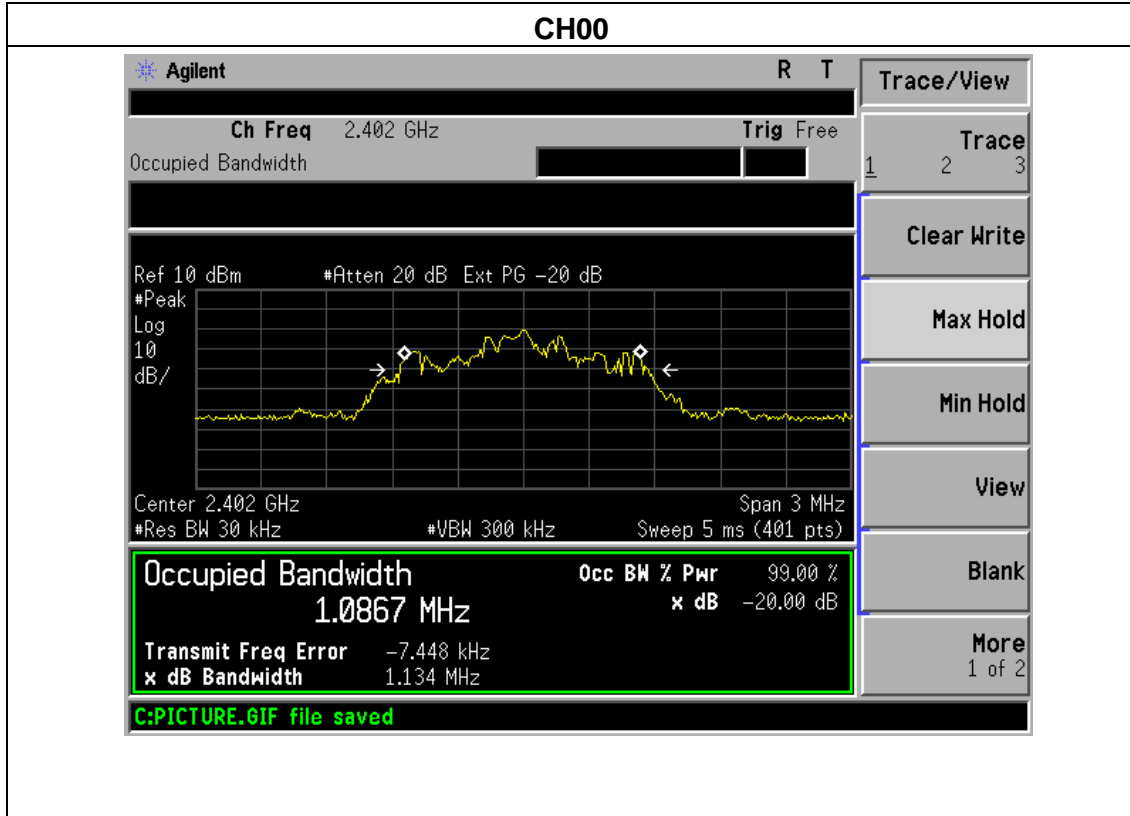 CH00
Agilent R T
Trace/View
Ch Freq 2.402 GHz Trig Free
Occupied Bandwidth
Trace
1 2 3
Clear Write
Ref 10 dBm #Atten 20 dB Ext PG -20 dB
#Peak
Log
10
dB/
Max Hold
Min Hold
View
Center 2.402 GHz Span 3 MHz
#Res BW 30 kHz #VBW 300 kHz Sweep 5 ms (401 pts)
Occupied Bandwidth Occ BW % Pwr 99.00 %
1.0867 MHz x dB -20.00 dB
Blank
Transmit Freq Error -7.448 kHz
x dB Bandwidth 1.134 MHz
More
1 of 2
C:PICTURE.GIF file saved